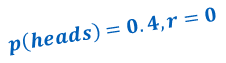 p(heads) = 0.4, r = 0